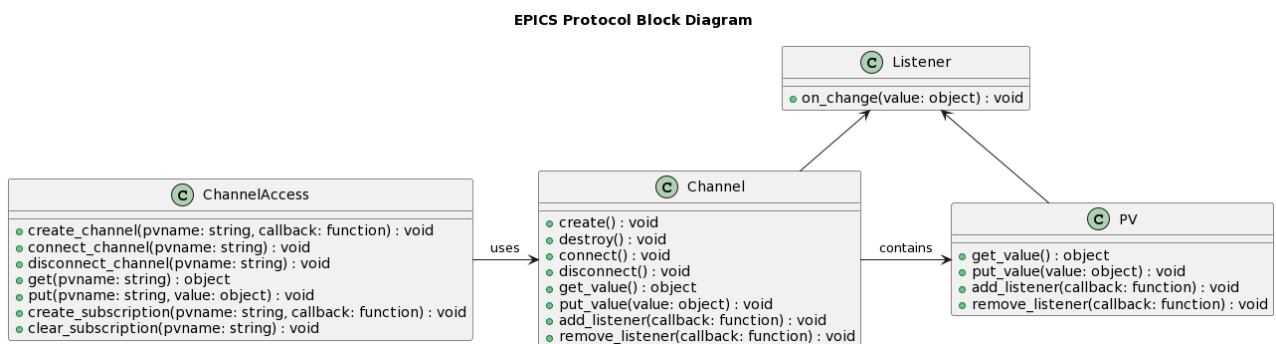 EPICS Protocol Block Diagram
C Listener
on_change(value: object) : void
C ChannelAccess
create_channel(pvname: string, callback: function) : void
connect_channel(pvname: string) : void
disconnect_channel(pvname: string) : void
get(pvname: string) : object
put(pvname: string, value: object) : void
create_subscription(pvname: string, callback: function) : void
clear_subscription(pvname: string) : void
uses
C Channel
create() : void
destroy() : void
connect() : void
disconnect() : void
get_value() : object
put_value(value: object) : void
add_listener(callback: function) : void
remove_listener(callback: function) : void
contains
C PV
get_value() : object
put_value(value: object) : void
add_listener(callback: function) : void
remove_listener(callback: function) : void